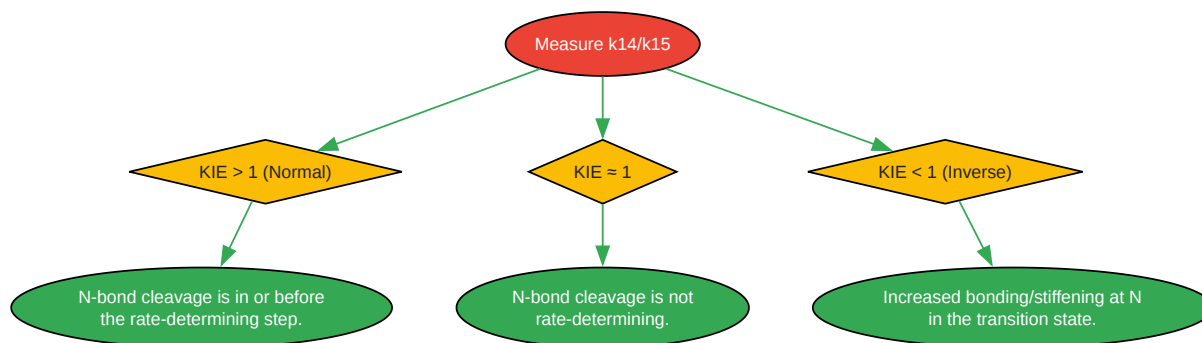 Measure k14/k15
KIE > 1 (Normal)
KIE ≈ 1
KIE < 1 (Inverse)
N-bond cleavage is in or before
the rate-determining step.
N-bond cleavage is not
rate-determining.
Increased bonding/stiffening at N
in the transition state.